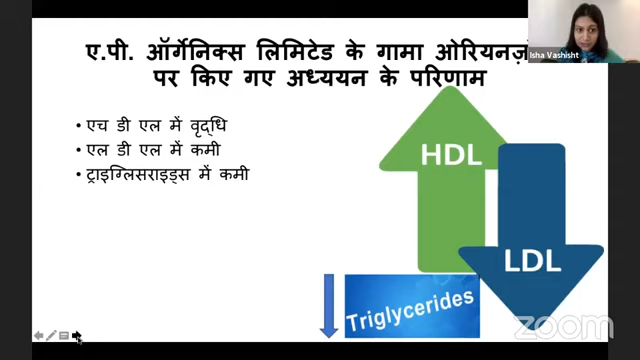 ए.पी. ऑर्गेनिक्स लिमिटेड के गामा ओरियनज़ो
पर किए गए अध्ययन के परिणाम
Isha Vashisht
• एच डी एल में वृद्धि
• एल डी एल में कमी
• ट्राइग्लिसराइड्स में कमी
HDL
LDL
Triglycerides
zoom